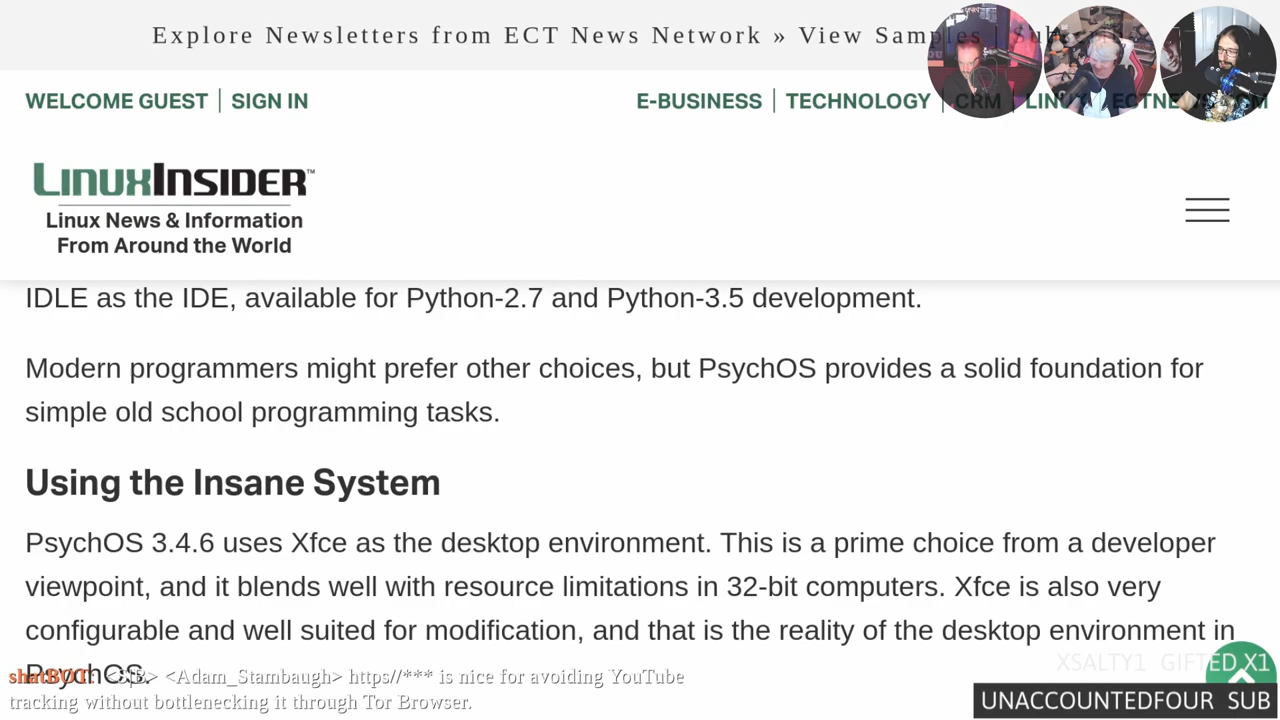 Explore Newsletters from ECT News Network » View Samples | Sub
WELCOME GUEST | SIGN IN
E-BUSINESS | TECHNOLOGY | CRM | LINUX | ECTNEWS.COM
LINUXINSIDER™
Linux News & Information
From Around the World
IDLE as the IDE, available for Python-2.7 and Python-3.5 development.
Modern programmers might prefer other choices, but PsychOS provides a solid foundation for
simple old school programming tasks.
Using the Insane System
PsychOS 3.4.6 uses Xfce as the desktop environment. This is a prime choice from a developer
viewpoint, and it blends well with resource limitations in 32-bit computers. Xfce is also very
configurable and well suited for modification, and that is the reality of the desktop environment in
PsychOS.
XSALTY1 GIFTED X1
shatBOT: <SIB> <Adam_Stambaugh> https//*** is nice for avoiding YouTube
tracking without bottlenecking it through Tor Browser.
UNACCOUNTEDFOUR SUB